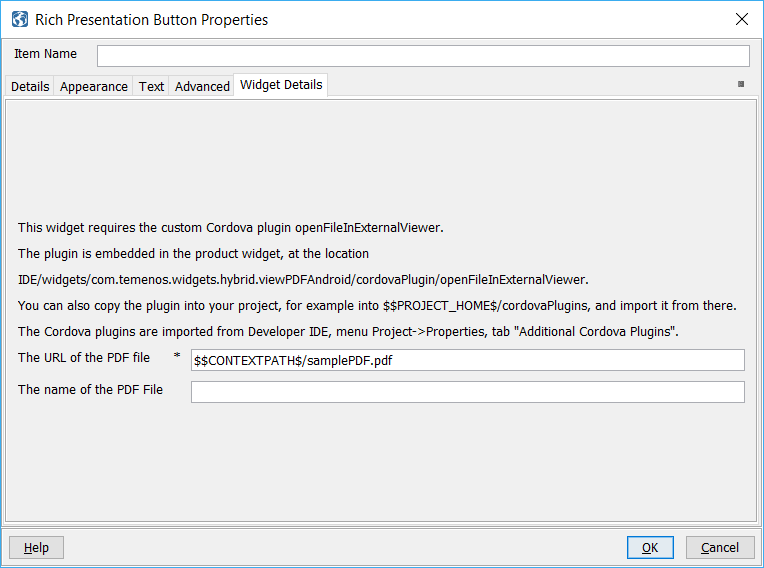 Rich Presentation Button Properties
Item Name
Details Appearance Text Advanced Widget Details
This widget requires the custom Cordova plugin openFileInExternalViewer.
The plugin is embedded in the product widget, at the location
IDE/widgets/com.temenos.widgets.hybrid.viewPDFAndroid/cordovaPlugin/openFileInExternalViewer.
You can also copy the plugin into your project, for example into $$PROJECT_HOME$/cordovaPlugins, and import it from there.
The Cordova plugins are imported from Developer IDE, menu Project->Properties, tab "Additional Cordova Plugins".
The URL of the PDF file * $$CONTEXTPATH$/samplePDF.pdf
The name of the PDF File
Help OK Cancel